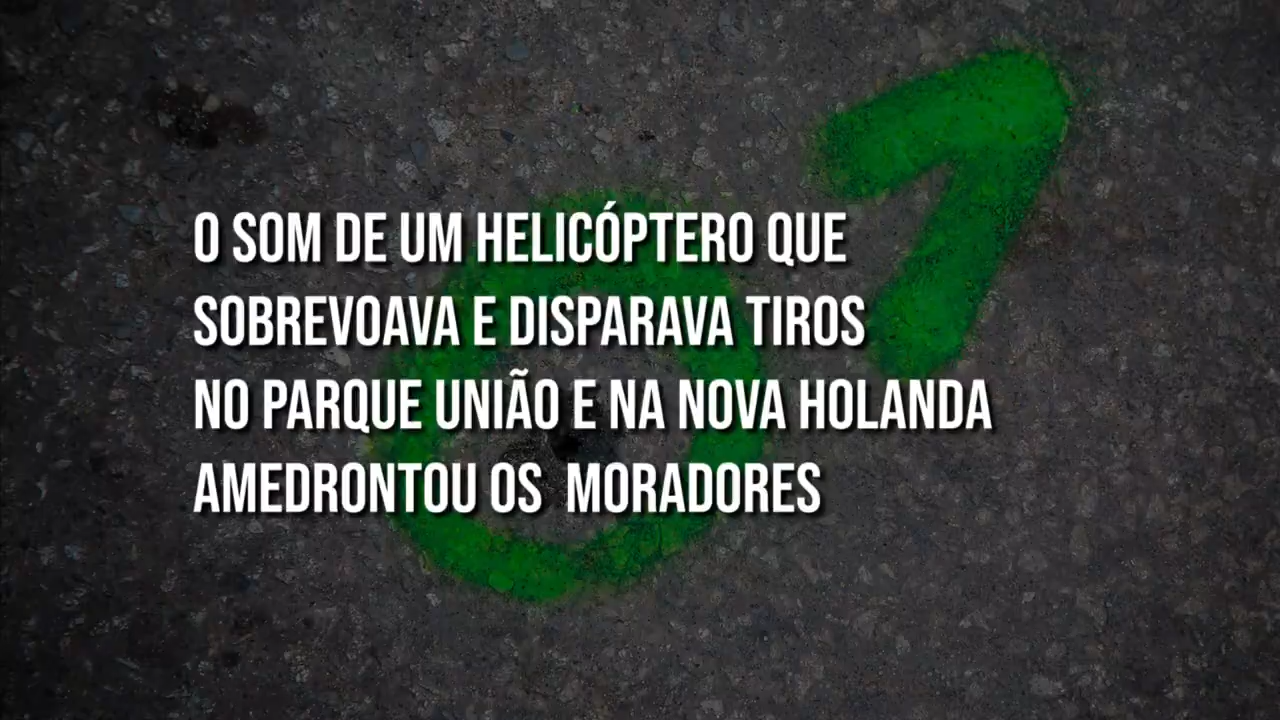 O SOM DE UM HELICÓPTERO QUE
SOBREVOAVA E DISPARAVA TIROS
NO PARQUE UNIÃO E NA NOVA HOLANDA
AMEDRONTOU OS  MORADORES